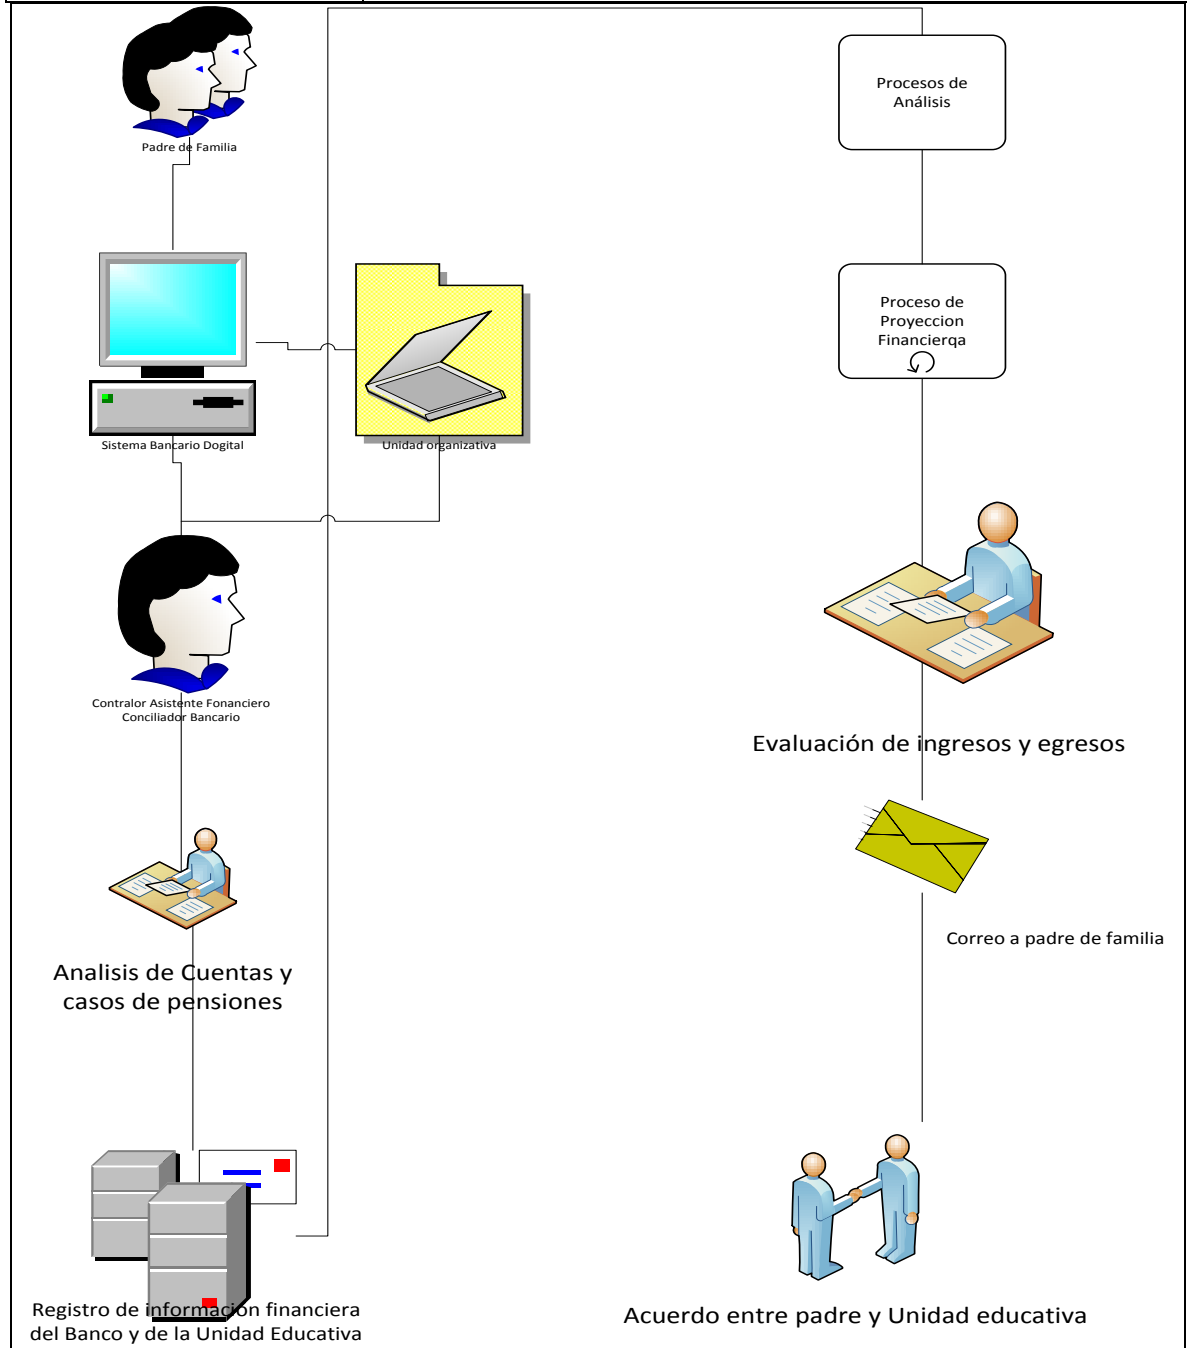 Padre de Familia
Sistema Bancario Dogital
Unidad organizativa
Contralor Asistente Fonanciero
Conciliador Bancario
Analisis de Cuentas y
casos de pensiones
Registro de información financiera
del Banco y de la Unidad Educativa
Procesos de
Análisis
Proceso de
Proyeccion
Financierqa
Evaluación de ingresos y egresos
Correo a padre de familia
Acuerdo entre padre y Unidad educativa